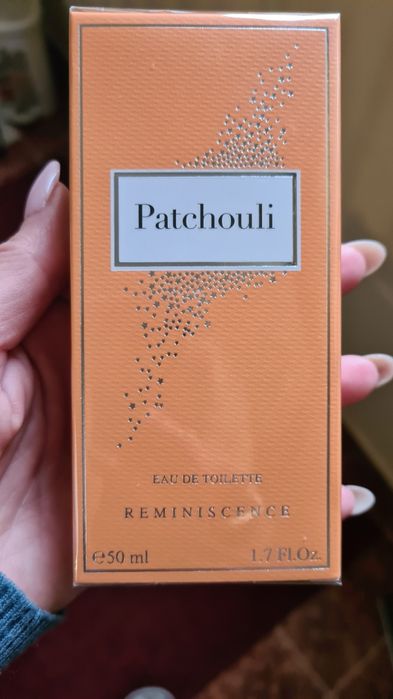 Patchouli
EAU DE TOILETTE
REMINISCENCE
℮50 ml 1.7 Fl.Oz.